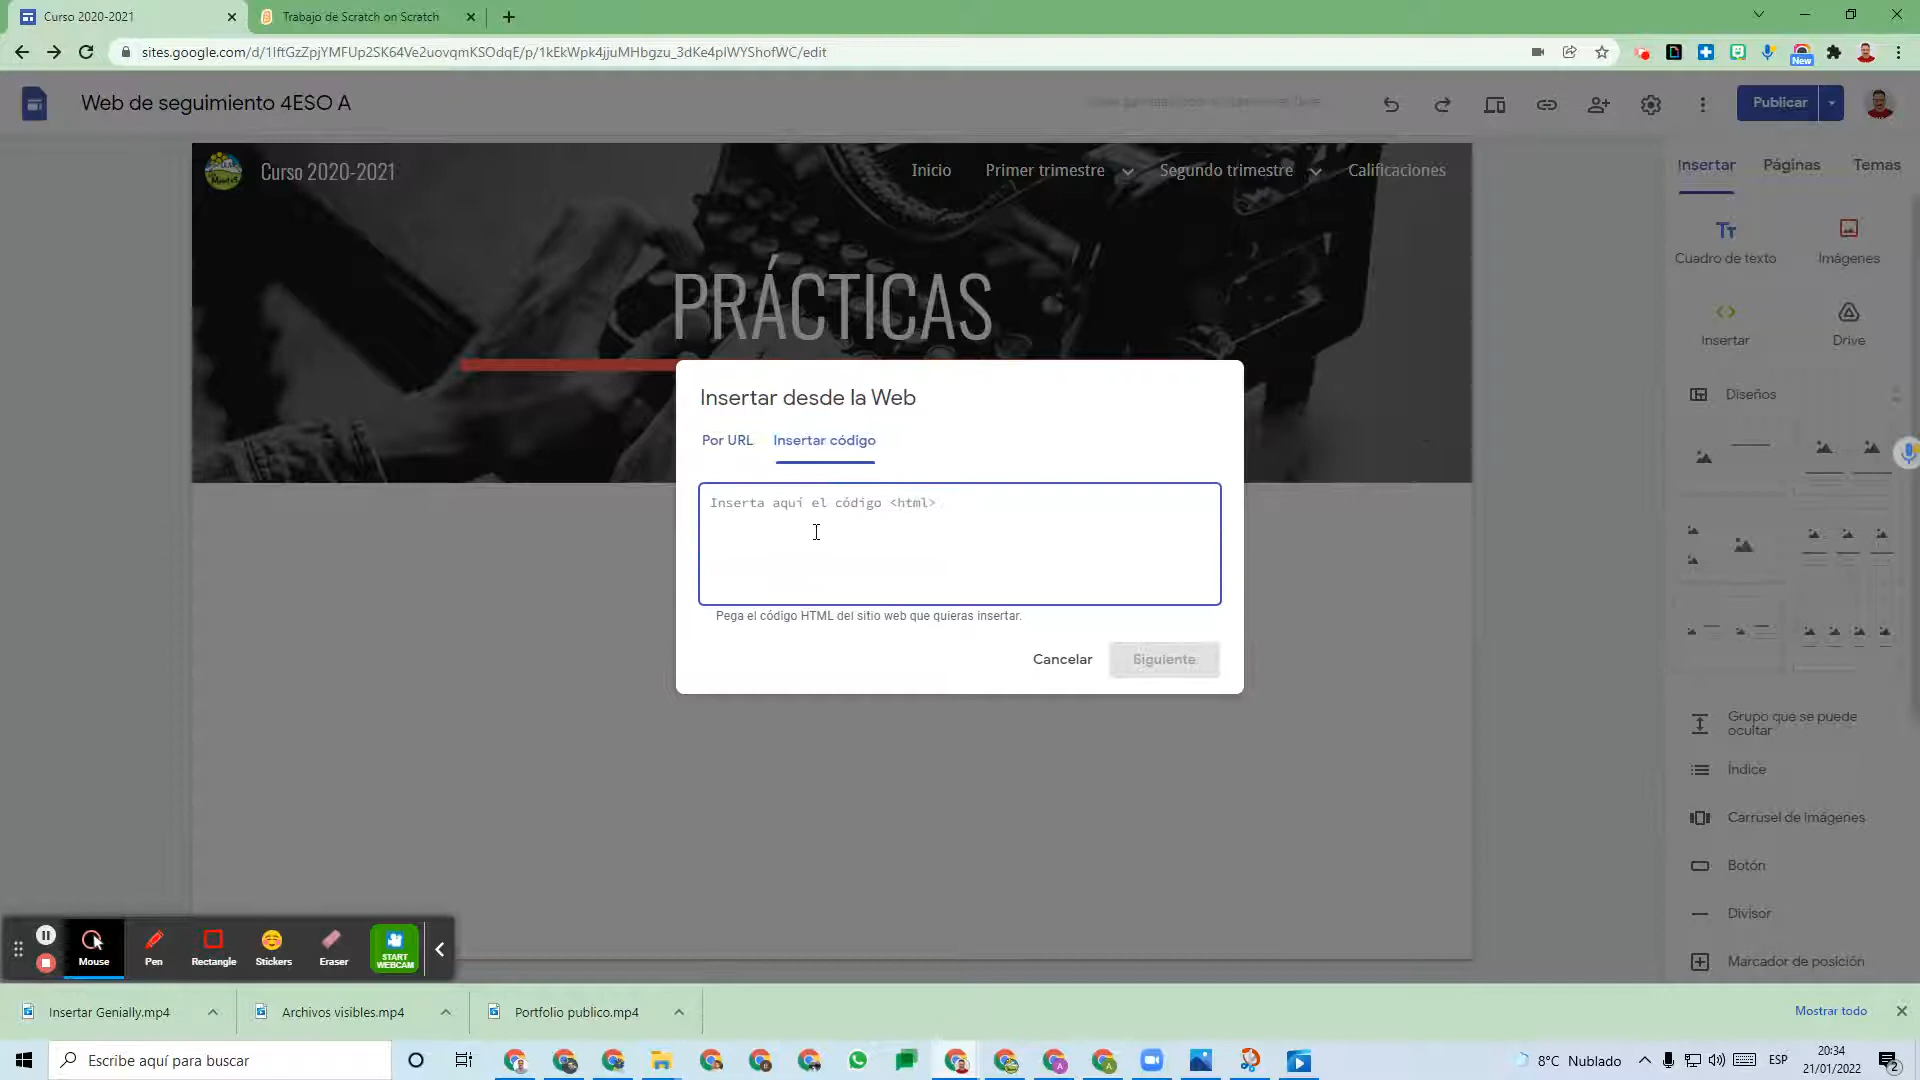 Curso 2020-2021
Trabajo de Scratch on Scratch
sites.google.com/d/1IftGzZpjYMFUp2SK64Ve2uovqmKSOdqE/p/1kEkWpk4jjuMHbgzu_3dKe4plWYShofWC/edit
New
Web de seguimiento 4ESO A
Publicar
Curso 2020-2021
Inicio
Primer trimestre
Segundo trimestre
Calificaciones
PRÁCTICAS
Insertar
Páginas
Temas
Cuadro de texto
Imágenes
Insertar
Drive
Diseños
Grupo que se puede
ocultar
Índice
Carrusel de imágenes
Botón
Divisor
Marcador de posición
Insertar desde la Web
Por URL
Insertar código
Inserta aquí el código <html>
Pega el código HTML del sitio web que quieras insertar.
Cancelar
Siguiente
Mouse
Pen
Rectangle
Stickers
Eraser
START
WEBCAM
Insertar Genially.mp4
Archivos visibles.mp4
Portfolio publico.mp4
Mostrar todo
Escribe aquí para buscar
8°C Nublado
ESP
20:34
21/01/2022
2